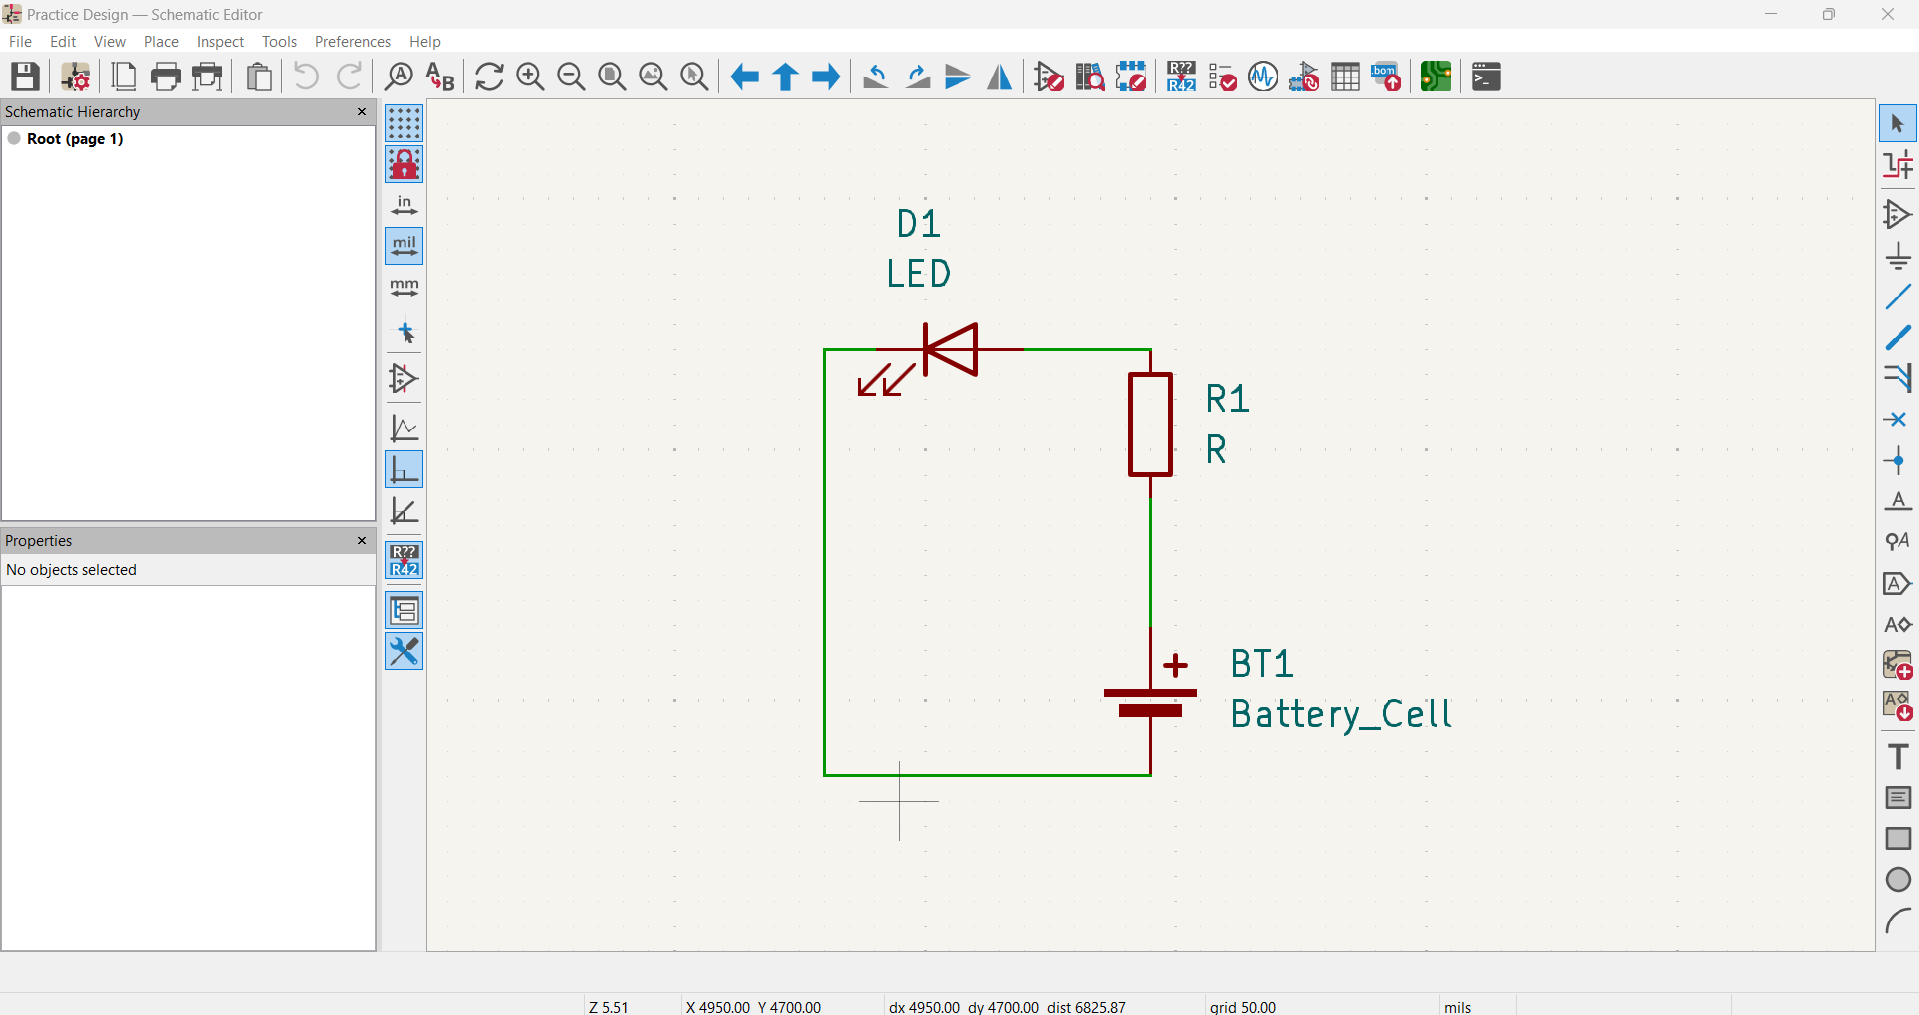 Practice Design — Schematic Editor
File Edit View Place Inspect Tools Preferences Help
A
A B
R??
R42
.bom
Schematic Hierarchy
Root (page 1)
in
mil
mm
R??
R42
Properties
No objects selected
D1
LED
R1
R
BT1
Battery_Cell
+
A
A
A
A
A
T
Z 5.51 X 4950.00 Y 4700.00 dx 4950.00 dy 4700.00 dist 6825.87 grid 50.00 mils